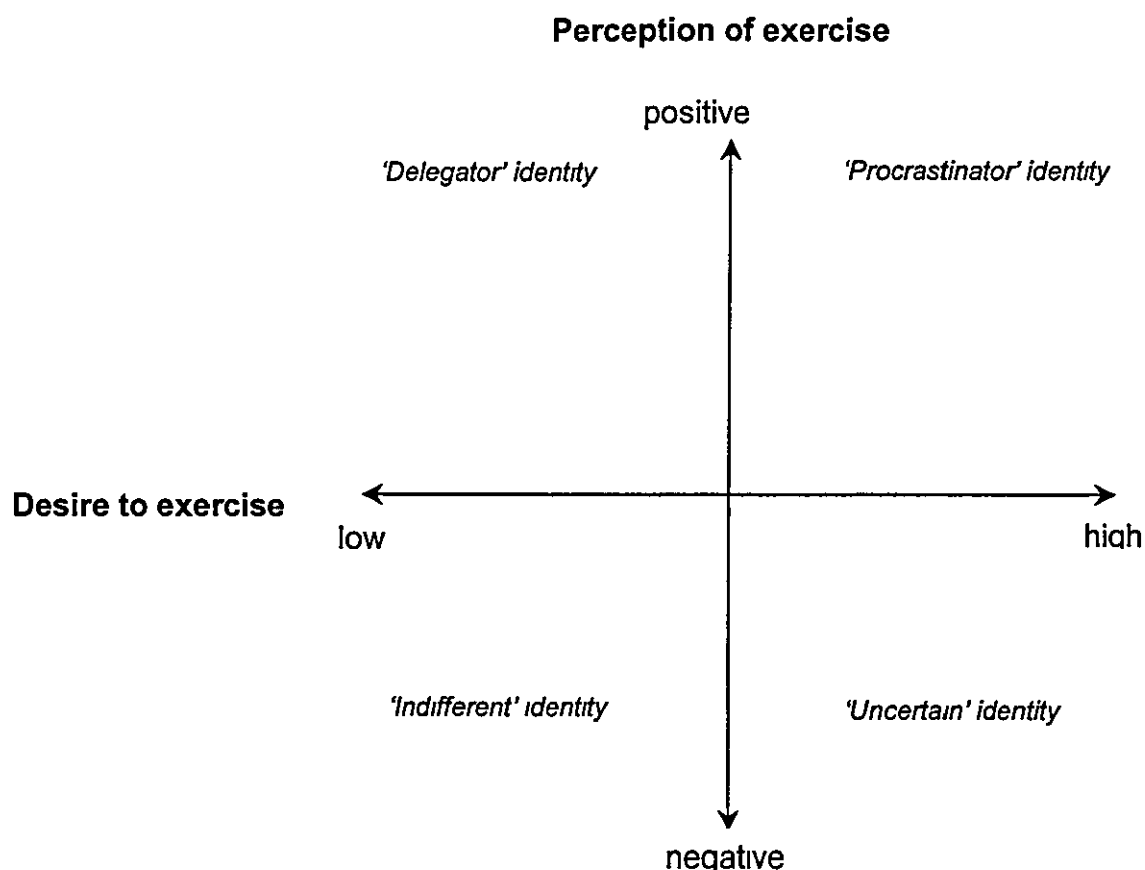 Perception of exercise
positive
'Delegator' identity
'Procrastinator' identity
Desire to exercise
low
high
'Indifferent' identity
'Uncertain' identity
negative